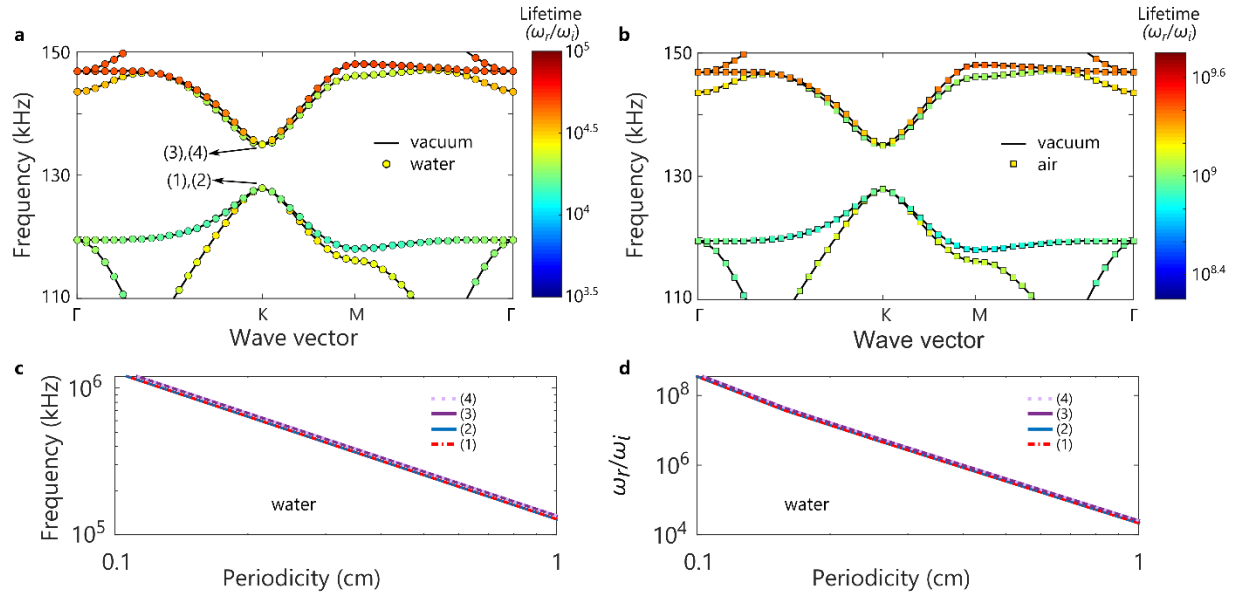 a
Lifetime
(ωr/ωi)
Frequency (kHz)
150
130
110
(3),(4)
(1),(2)
vacuum
water
Γ
K
M
Γ
Wave vector
10^5
10^4.5
10^4
10^3.5
b
Lifetime
(ωr/ωi)
Frequency (kHz)
150
130
110
vacuum
air
Γ
K
M
Γ
Wave vector
10^9.6
10^9
10^8.4
c
Frequency (kHz)
10^6
10^5
(4)
(3)
(2)
(1)
water
0.1
1
Periodicity (cm)
d
ωr/ωi
10^8
10^6
10^4
(4)
(3)
(2)
(1)
water
0.1
1
Periodicity (cm)